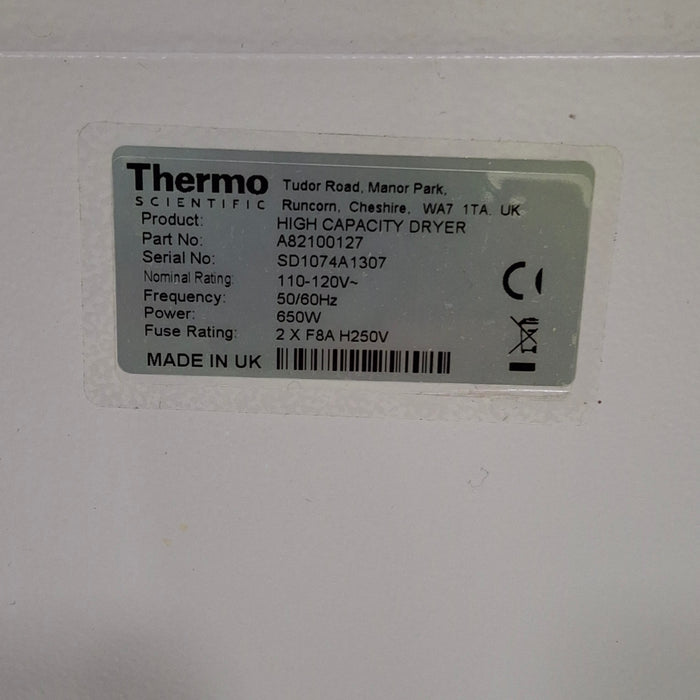 Thermo
SCIENTIFIC
Tudor Road, Manor Park,
Runcorn, Cheshire, WA7 1TA. UK
Product: HIGH CAPACITY DRYER
Part No: A82100127
Serial No: SD1074A1307
Nominal Rating: 110-120V~
Frequency: 50/60Hz
Power: 650W
Fuse Rating: 2 X F8A H250V
MADE IN UK
CE